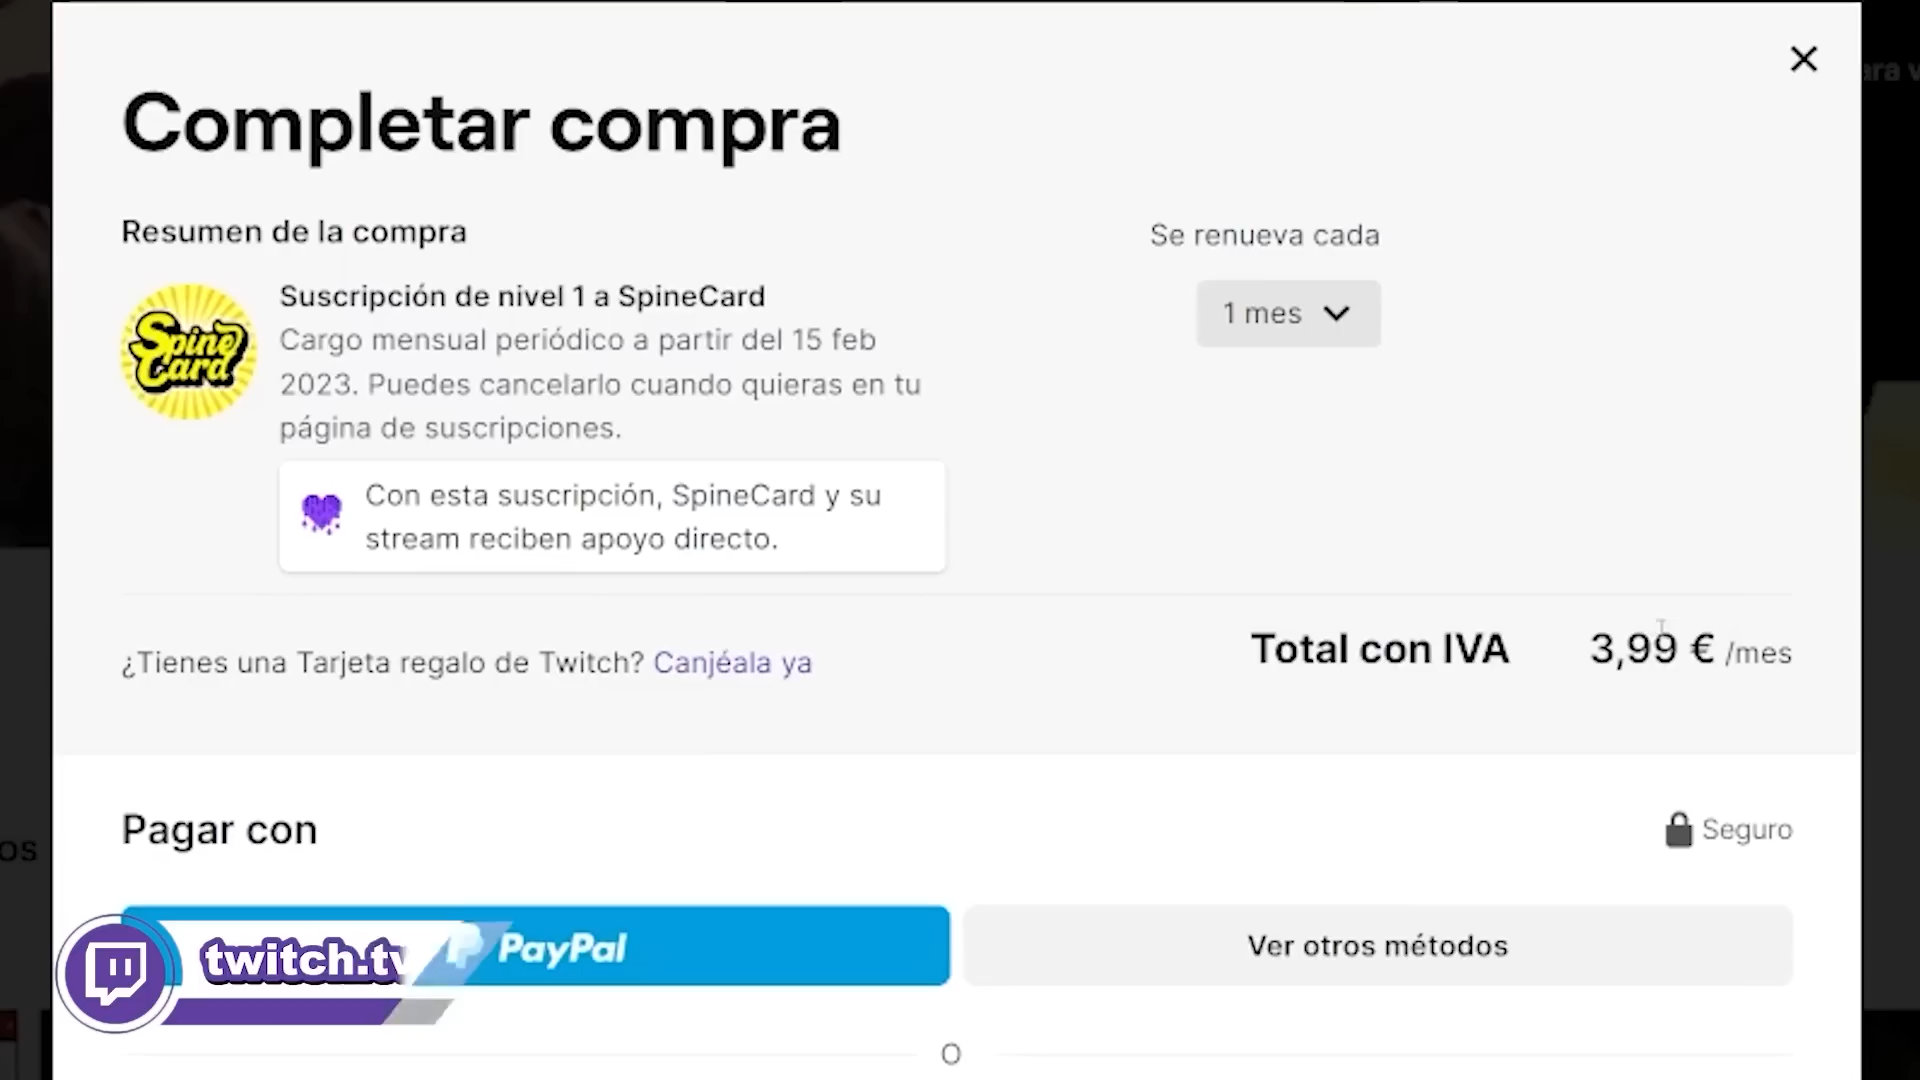 Completar compra
Resumen de la compra
Se renueva cada
Spine
Card
Suscripción de nivel 1 a SpineCard
Cargo mensual periódico a partir del 15 feb
2023. Puedes cancelarlo cuando quieras en tu
página de suscripciones.
1 mes
Con esta suscripción, SpineCard y su
stream reciben apoyo directo.
¿Tienes una Tarjeta regalo de Twitch? Canjéala ya
Total con IVA 3,99 € /mes
Pagar con
Seguro
twitch.tv
PayPal
Ver otros métodos
O